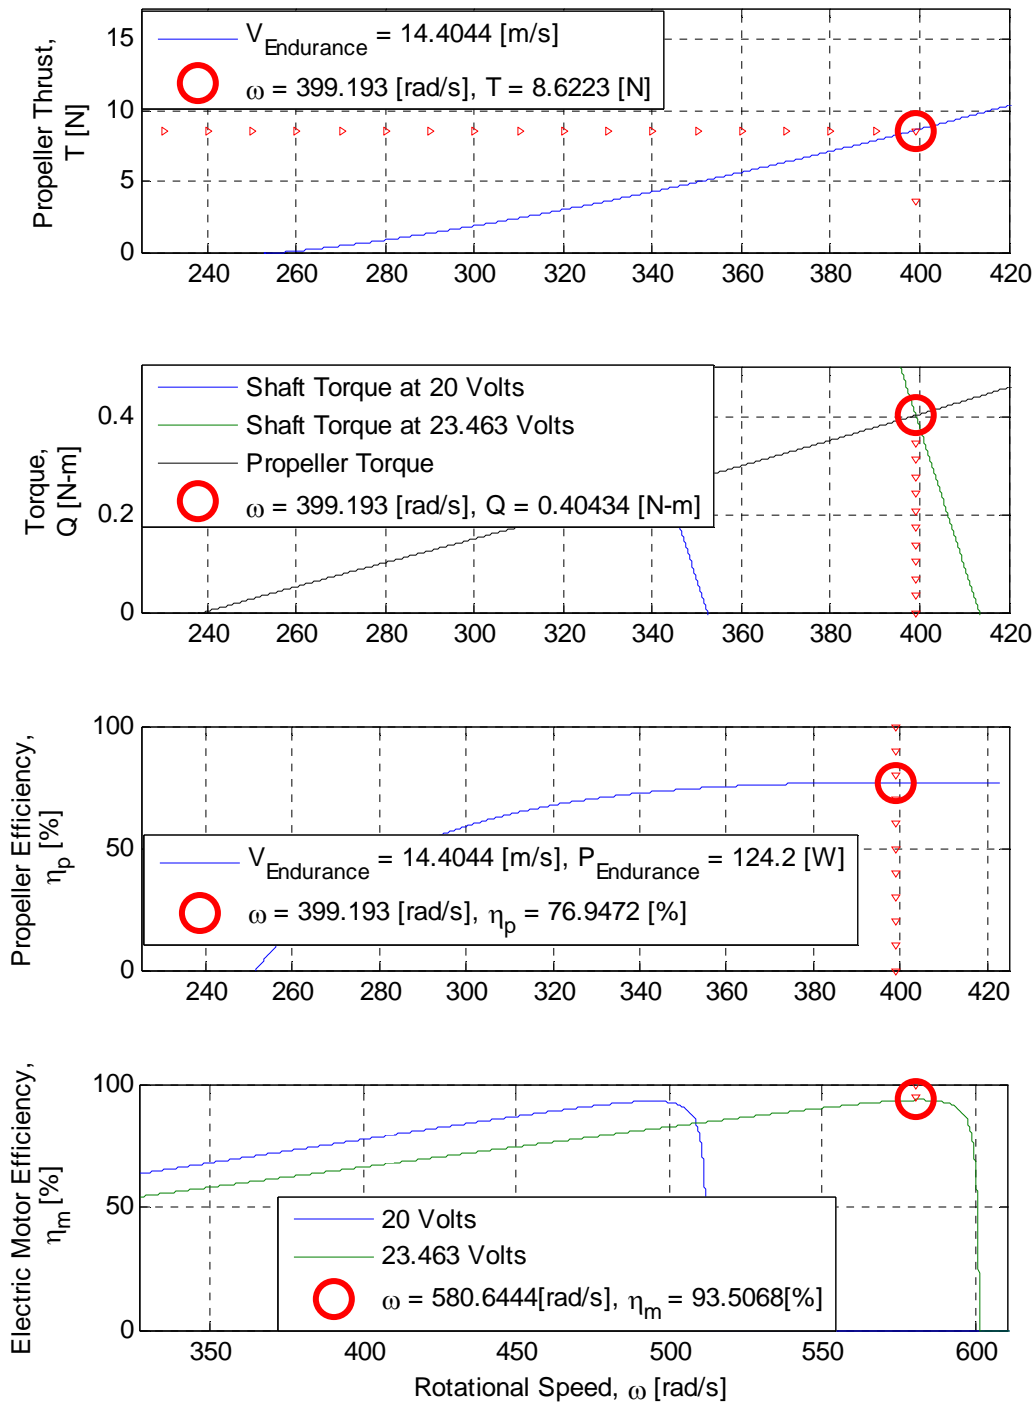 Propeller Thrust,
T [N]
15
10
5
0
V_Endurance = 14.4044 [m/s]
ω = 399.193 [rad/s], T = 8.6223 [N]
240 260 280 300 320 340 360 380 400 420
Torque,
Q [N-m]
0.4
0.2
0
Shaft Torque at 20 Volts
Shaft Torque at 23.463 Volts
Propeller Torque
ω = 399.193 [rad/s], Q = 0.40434 [N-m]
240 260 280 300 320 340 360 380 400 420
Propeller Efficiency,
η_p [%]
100
50
0
V_Endurance = 14.4044 [m/s], P_Endurance = 124.2 [W]
ω = 399.193 [rad/s], η_p = 76.9472 [%]
240 260 280 300 320 340 360 380 400 420
Electric Motor Efficiency,
η_m [%]
100
50
0
20 Volts
23.463 Volts
ω = 580.6444[rad/s], η_m = 93.5068[%]
350 400 450 500 550 600
Rotational Speed, ω [rad/s]